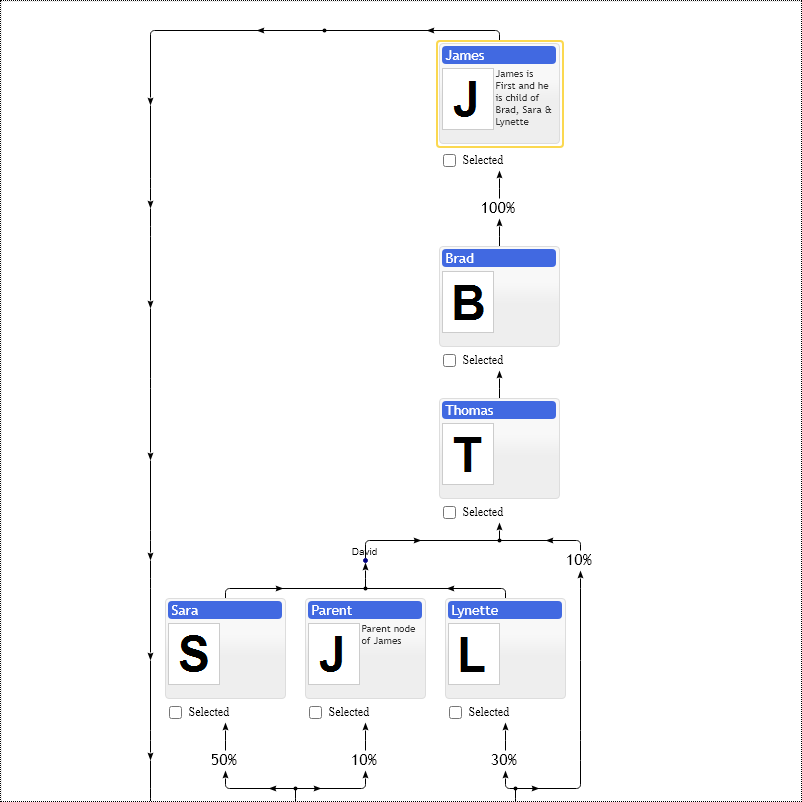 James
J
James is
First and he
is child of
Brad, Sara &
Lynette
Selected
100%
Brad
B
Selected
Thomas
T
Selected
David
10%
Sara
S
Selected
Parent
J
Parent node
of James
Selected
Lynette
L
Selected
50%
10%
30%